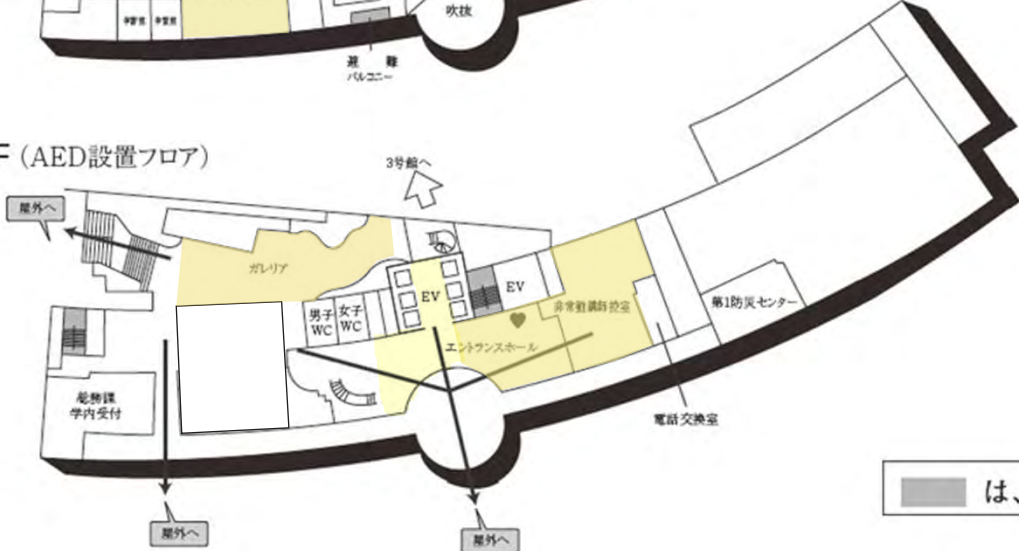 吹抜
避 難
バルコニー
F (AED設置フロア)
3号館へ
屋外へ
ガレリア
EV
EV
男子
WC
女子
WC
非常勤講師控室
第1防災センター
エントランスホール
総務課
学内受付
電話交換室
は、
屋外へ
屋外へ